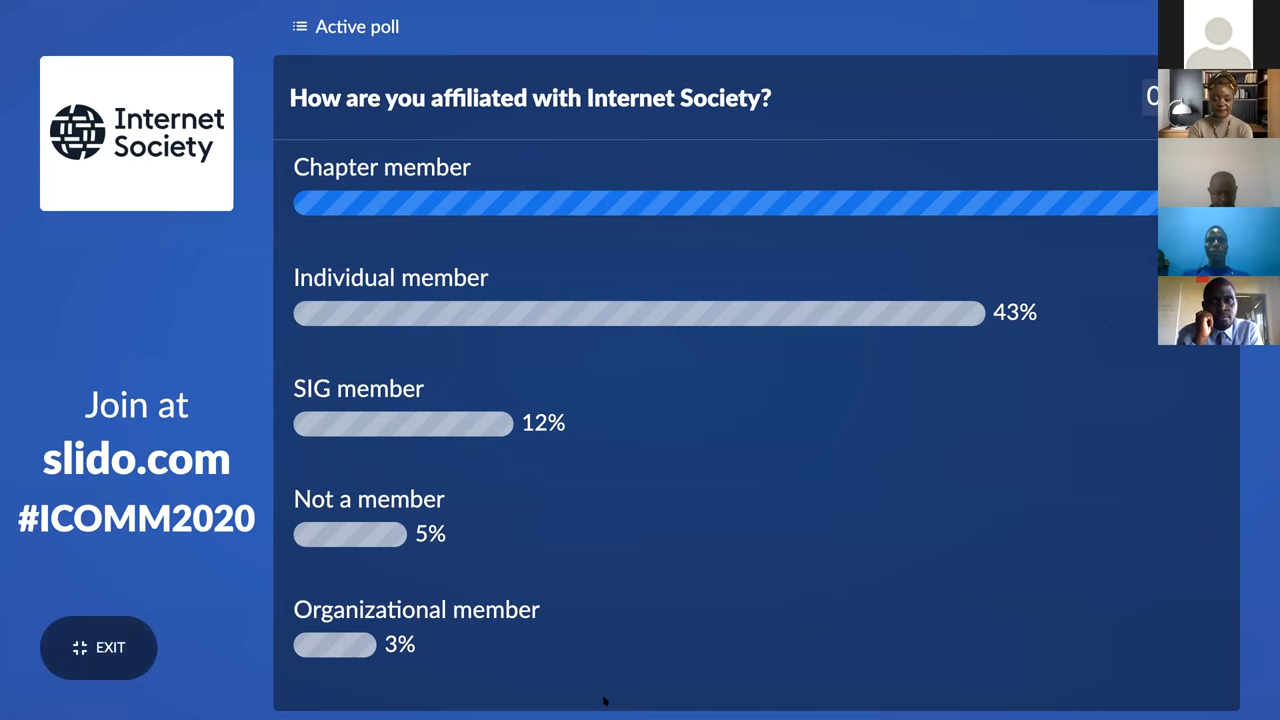 Active poll
Internet
Society
How are you affiliated with Internet Society?
Chapter member
Individual member
43%
SIG member
12%
Join at
slido.com
#ICOMM2020
Not a member
5%
Organizational member
3%
EXIT